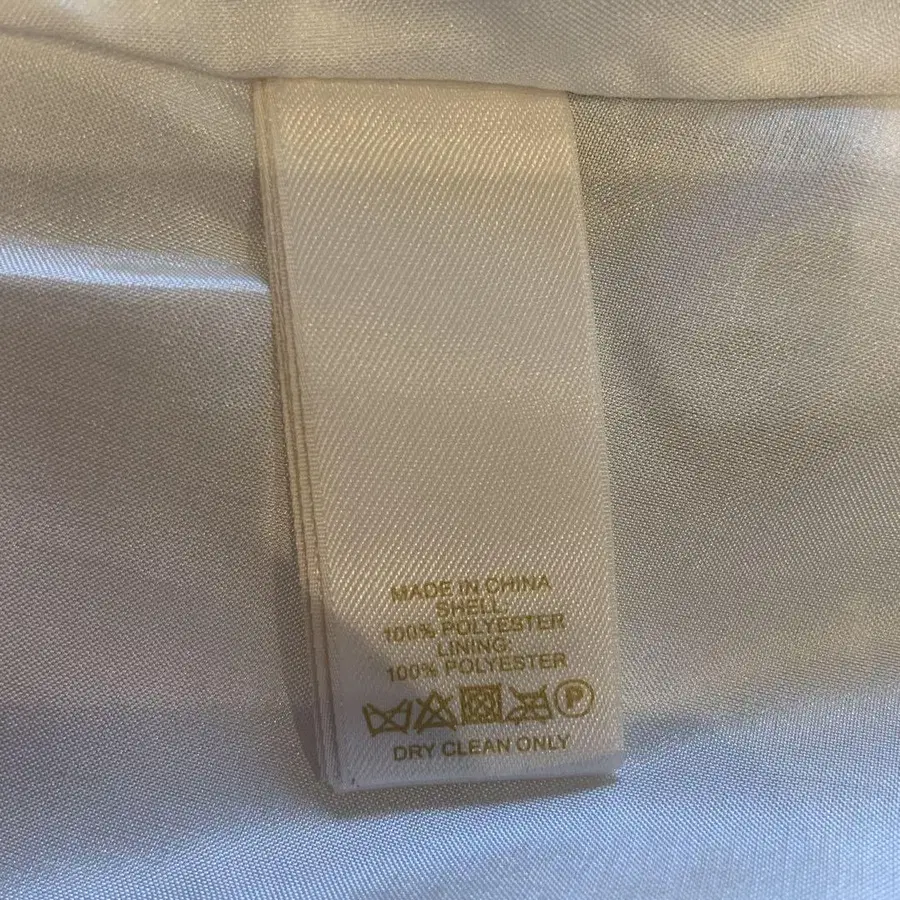 MADE IN CHINA
SHELL:
100% POLYESTER
LINING:
100% POLYESTER
P
DRY CLEAN ONLY